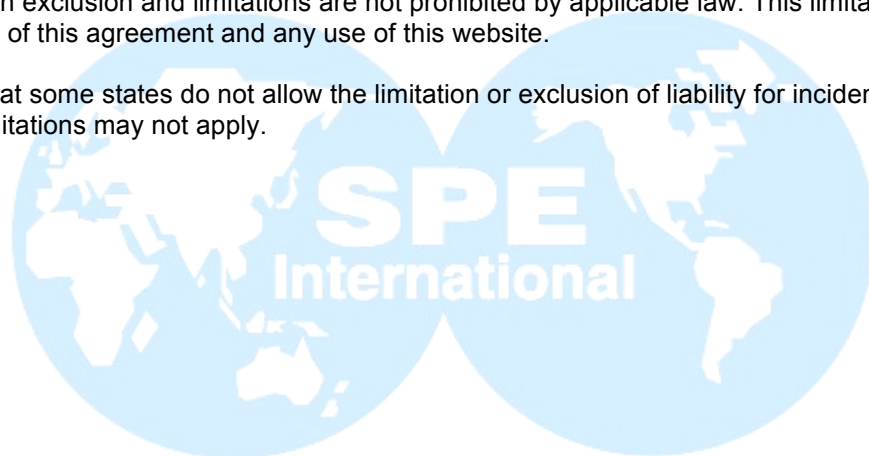 n exclusion and limitations are not prohibited by applicable law. This limita
of this agreement and any use of this website.
at some states do not allow the limitation or exclusion of liability for inciden
itations may not apply.
SPE
International